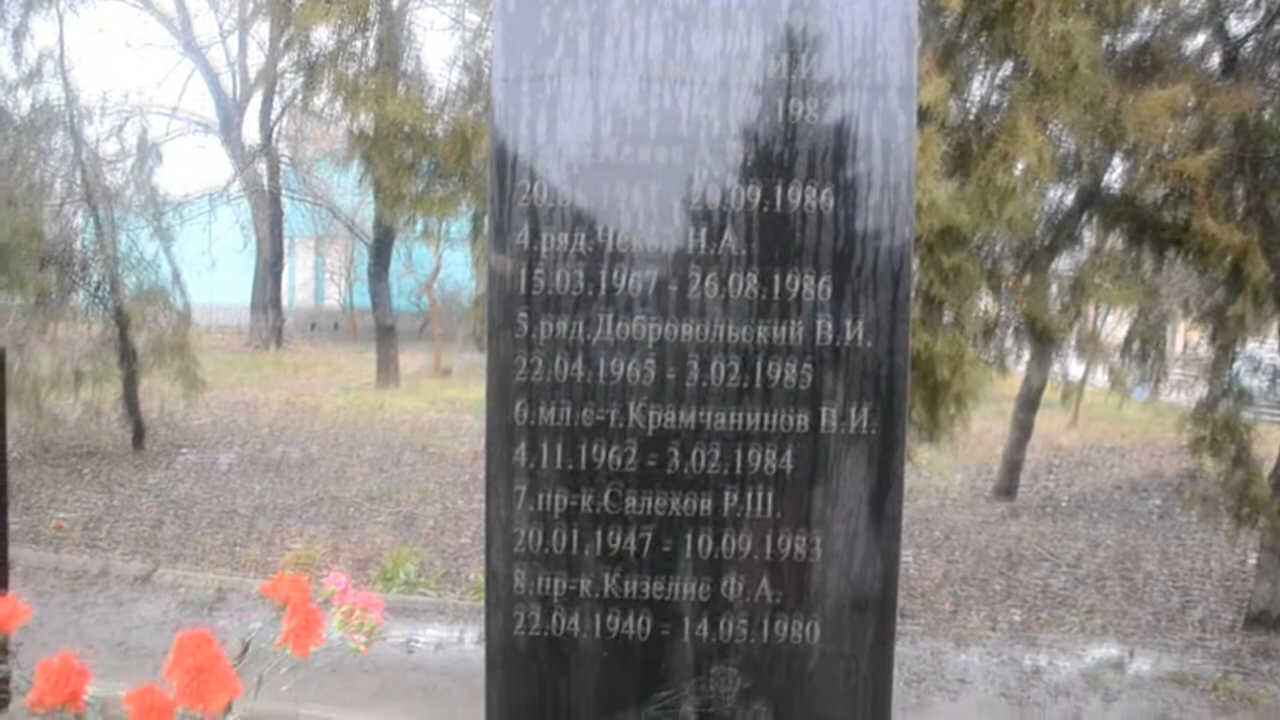 И.И.
.198
20.09.1986
4.ряд.Чеков Н.А.
15.03.1967 - 26.08.1986
5.ряд.Добровольский В.И.
22.04.1965 - 3.02.1985
6.мл.с-т.Крамчанинов В.И.
4.11.1962 - 3.02.1984
7.пр-к.Салехов Р.Ш.
20.01.1947 - 10.09.1983
8.пр-к.Кизелис Ф.А.
22.04.1940 - 14.05.1980